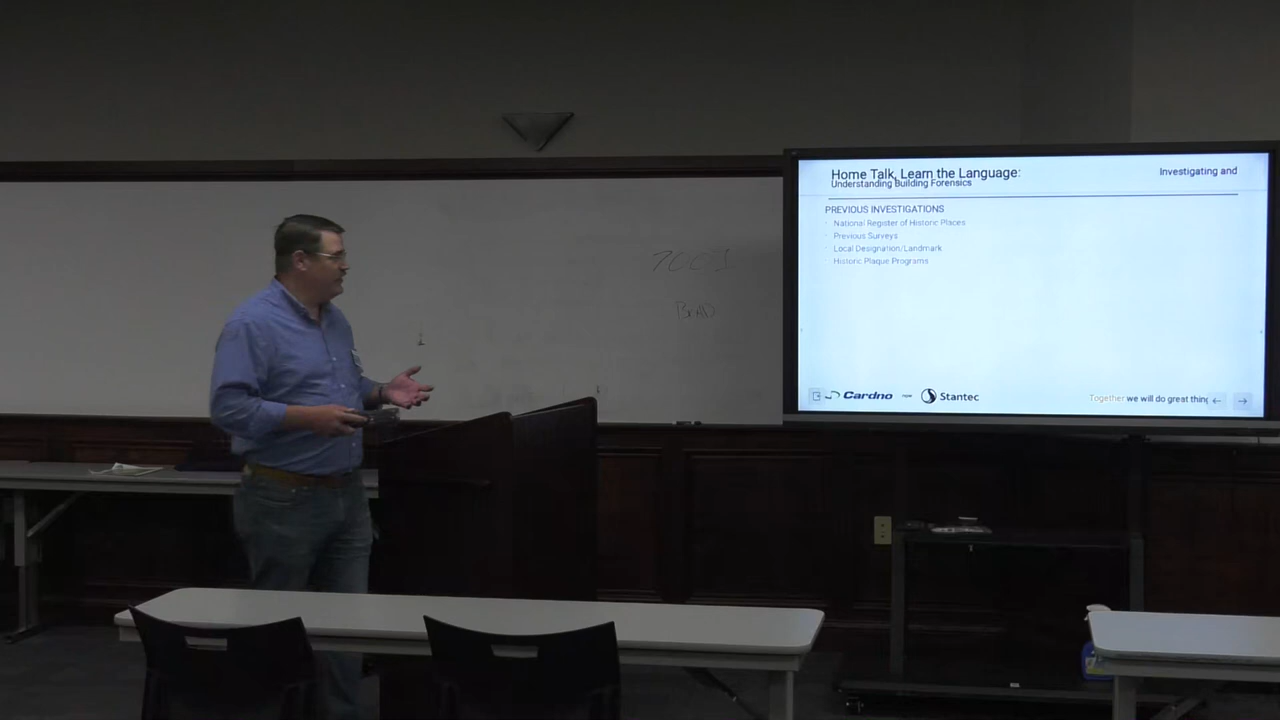 Home Talk, Learn the Language:
Investigating and
Understanding Building Forensics
PREVIOUS INVESTIGATIONS
National Register of Historic Places
Previous Surveys
Local Designation/Landmark
Historic Plaque Programs
Cardno now Stantec
Together we will do great thing